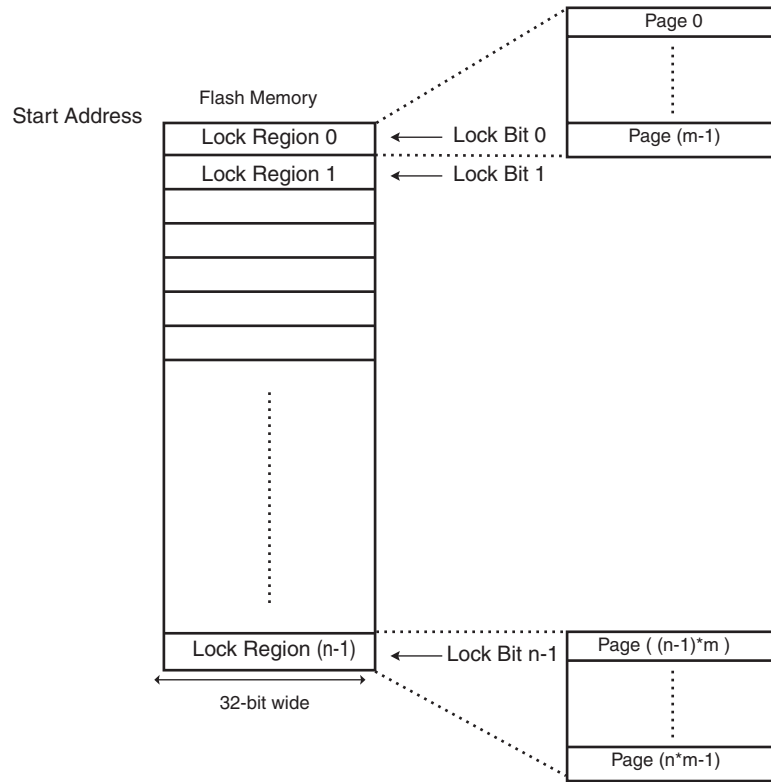 Page 0
Flash Memory
Start Address
Lock Region 0
Lock Bit 0
Page (m-1)
Lock Region 1
Lock Bit 1
Lock Region (n-1)
Lock Bit n-1
Page ( (n-1)*m )
32-bit wide
Page (n*m-1)